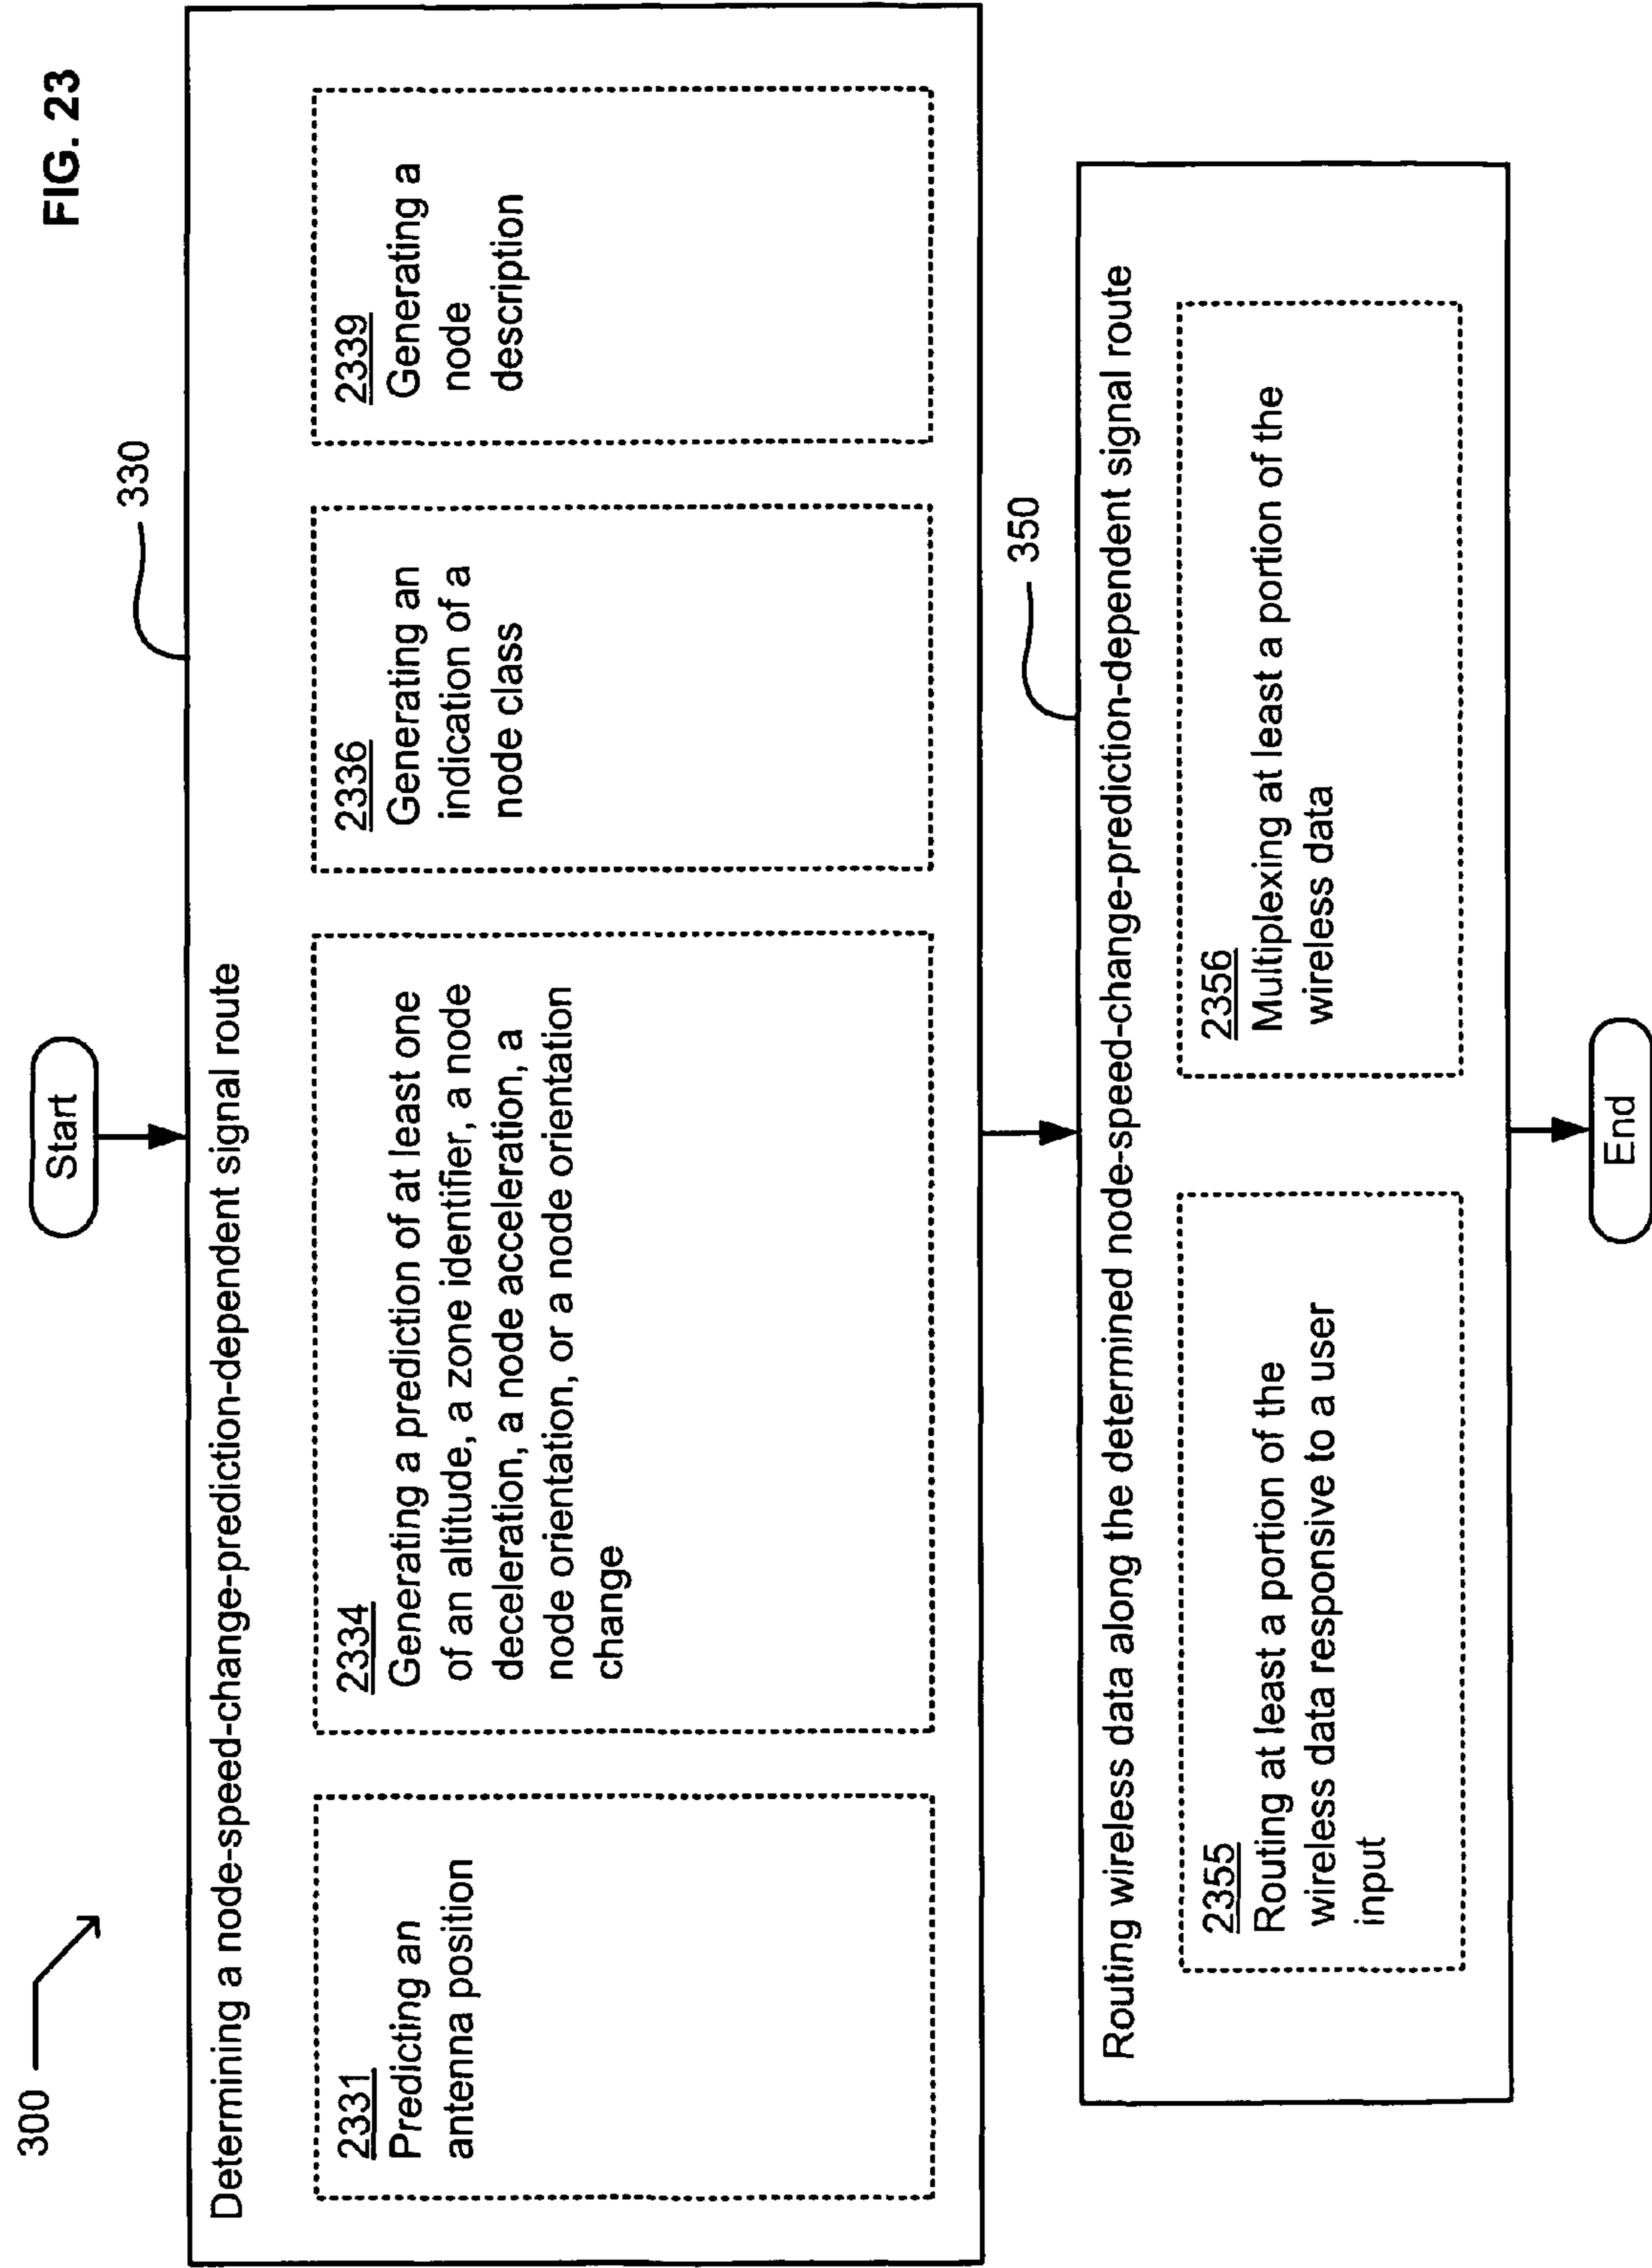 FIG. 23
300
Start
330
Determining a node-speed-change-prediction-dependent signal route
2331
Predicting an
antenna position
2334
Generating a prediction of at least one
of an altitude, a zone identifier, a node
deceleration, a node acceleration, a
node orientation, or a node orientation
change
2336
Generating an
indication of a
node class
2339
Generating a
node
description
350
Routing wireless data along the determined node-speed-change-prediction-dependent signal route
2355
Routing at least a portion of the
wireless data responsive to a user
input
2356
Multiplexing at least a portion of the
wireless data
End